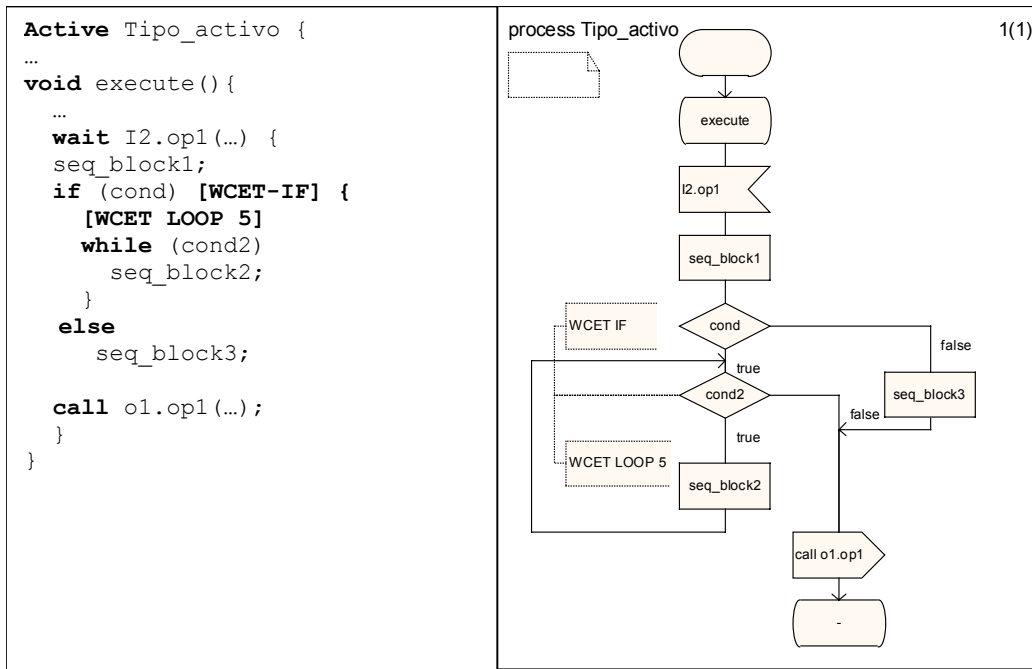 Active Tipo_activo {
…
void execute(){
…
wait I2.op1(…) {
seq_block1;
if (cond) [WCET-IF] {
[WCET LOOP 5]
while (cond2)
seq_block2;
}
else
seq_block3;
call o1.op1(…);
}
}
process Tipo_activo
1(1)
execute
I2.op1
seq_block1
WCET IF
cond
false
true
cond2
seq_block3
false
true
WCET LOOP 5
seq_block2
call o1.op1
-